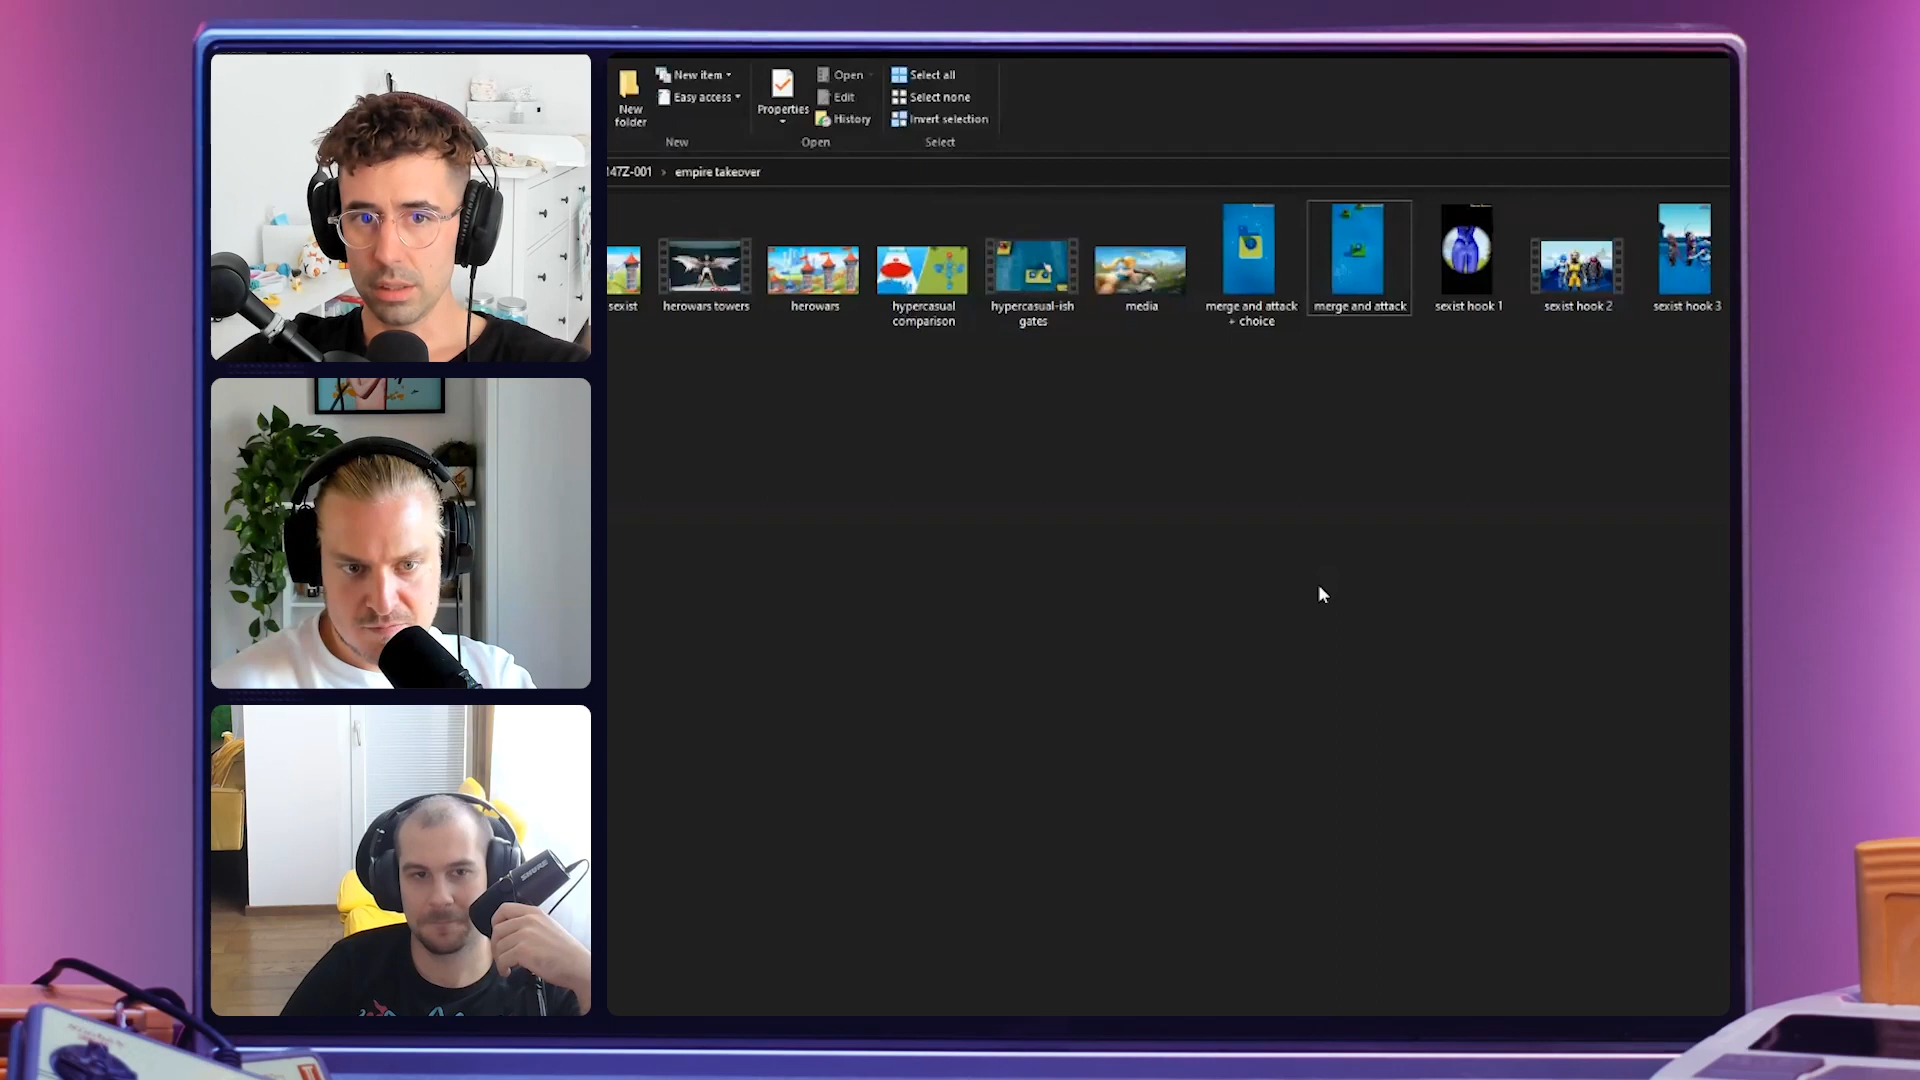 New folder
New item
Easy access
New
Properties
Open
Edit
History
Open
Select all
Select none
Invert selection
Select
147Z-001 › empire takeover
sexist
herowars towers
herowars
hypercasual comparison
hypercasual-ish gates
media
merge and attack + choice
merge and attack
sexist hook 1
sexist hook 2
sexist hook 3
SHURE